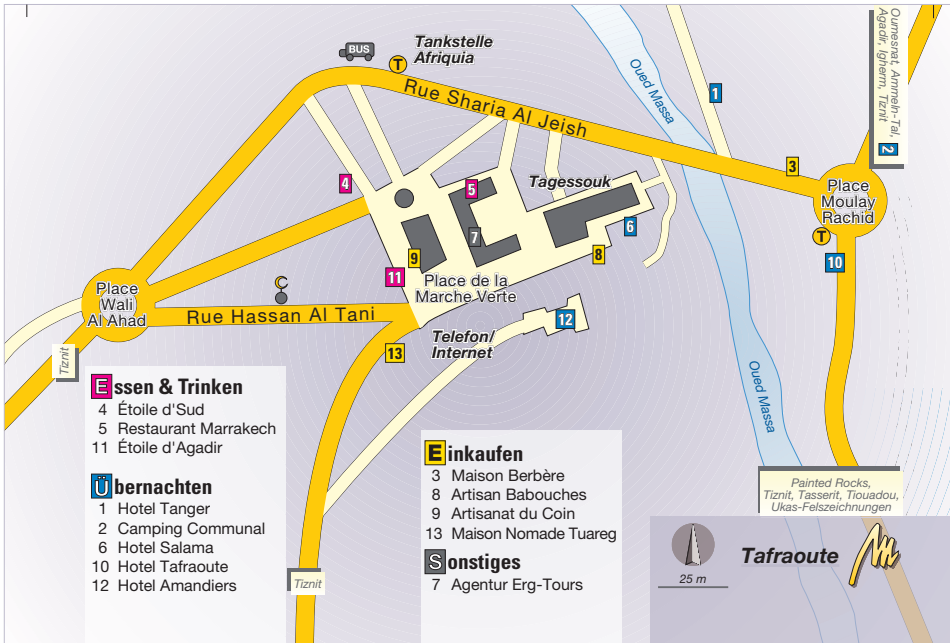 BUS
Tankstelle
Afriquia
T
Rue Sharia Al Jeish
Oued Massa
1
Oumesnat, Ammeln-Tal,
Agadir, Igherm, Tiznit
2
3
4
5
Tagessouk
6
7
8
9
Place
Moulay
Rachid
T
10
11
Place de la
Marche Verte
Place
Wali
Al Ahad
Rue Hassan Al Tani
Tiznit
12
Telefon/
Internet
13
Oued Massa
Essen & Trinken
4 Étoile d'Sud
5 Restaurant Marrakech
11 Étoile d'Agadir
Übernachten
1 Hotel Tanger
2 Camping Communal
6 Hotel Salama
10 Hotel Tafraoute
12 Hotel Amandiers
Einkaufen
3 Maison Berbère
8 Artisan Babouches
9 Artisanat du Coin
13 Maison Nomade Tuareg
Sonstiges
7 Agentur Erg-Tours
Tiznit
Painted Rocks,
Tiznit, Tasserit, Tiouadou,
Ukas-Felszeichnungen
25 m
Tafraoute